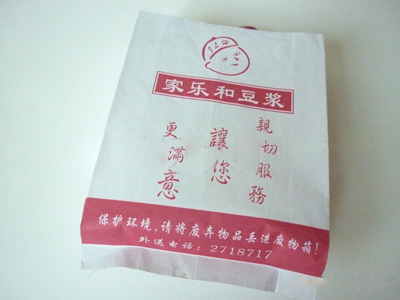 家乐和豆浆
親切服務
讓您
更滿意
保护环境,请将废弃物品丢进废物箱!
外送电话: 2718717